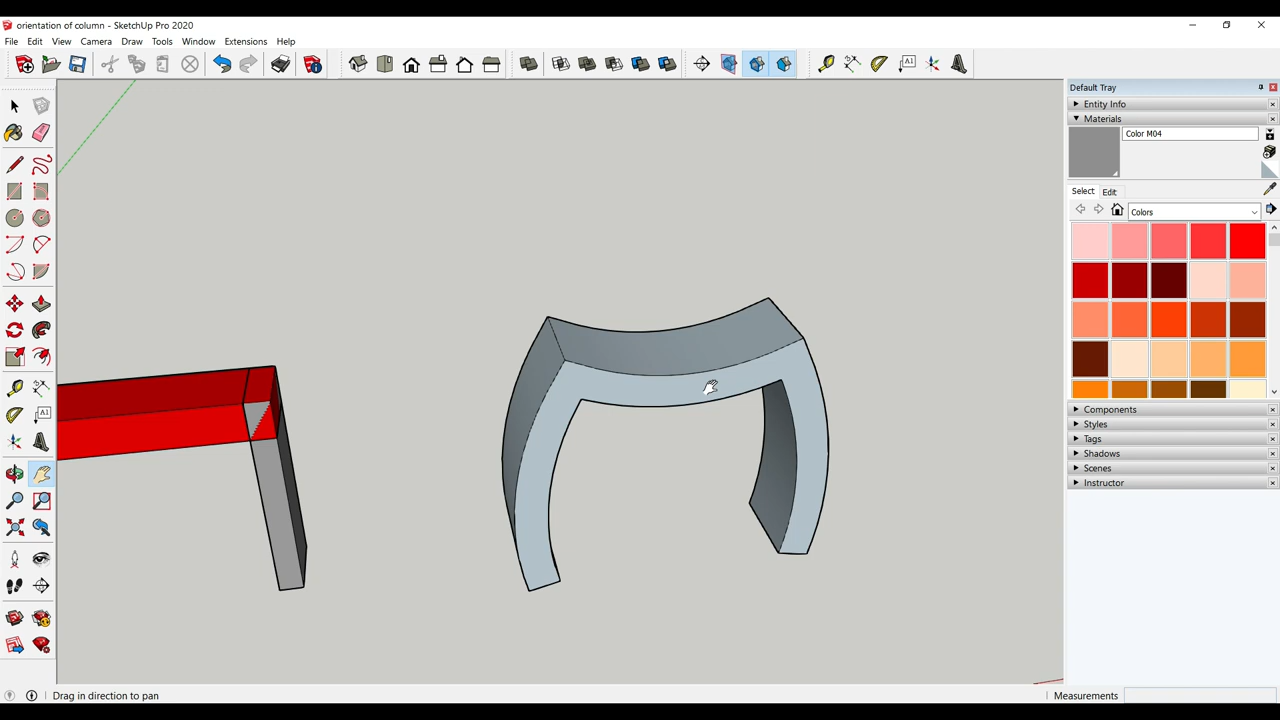 orientation of column - SketchUp Pro 2020
File Edit View Camera Draw Tools Window Extensions Help
Default Tray
Entity Info
Materials
Color M04
Select Edit
Colors
Components
Styles
Tags
Shadows
Scenes
Instructor
Drag in direction to pan
Measurements